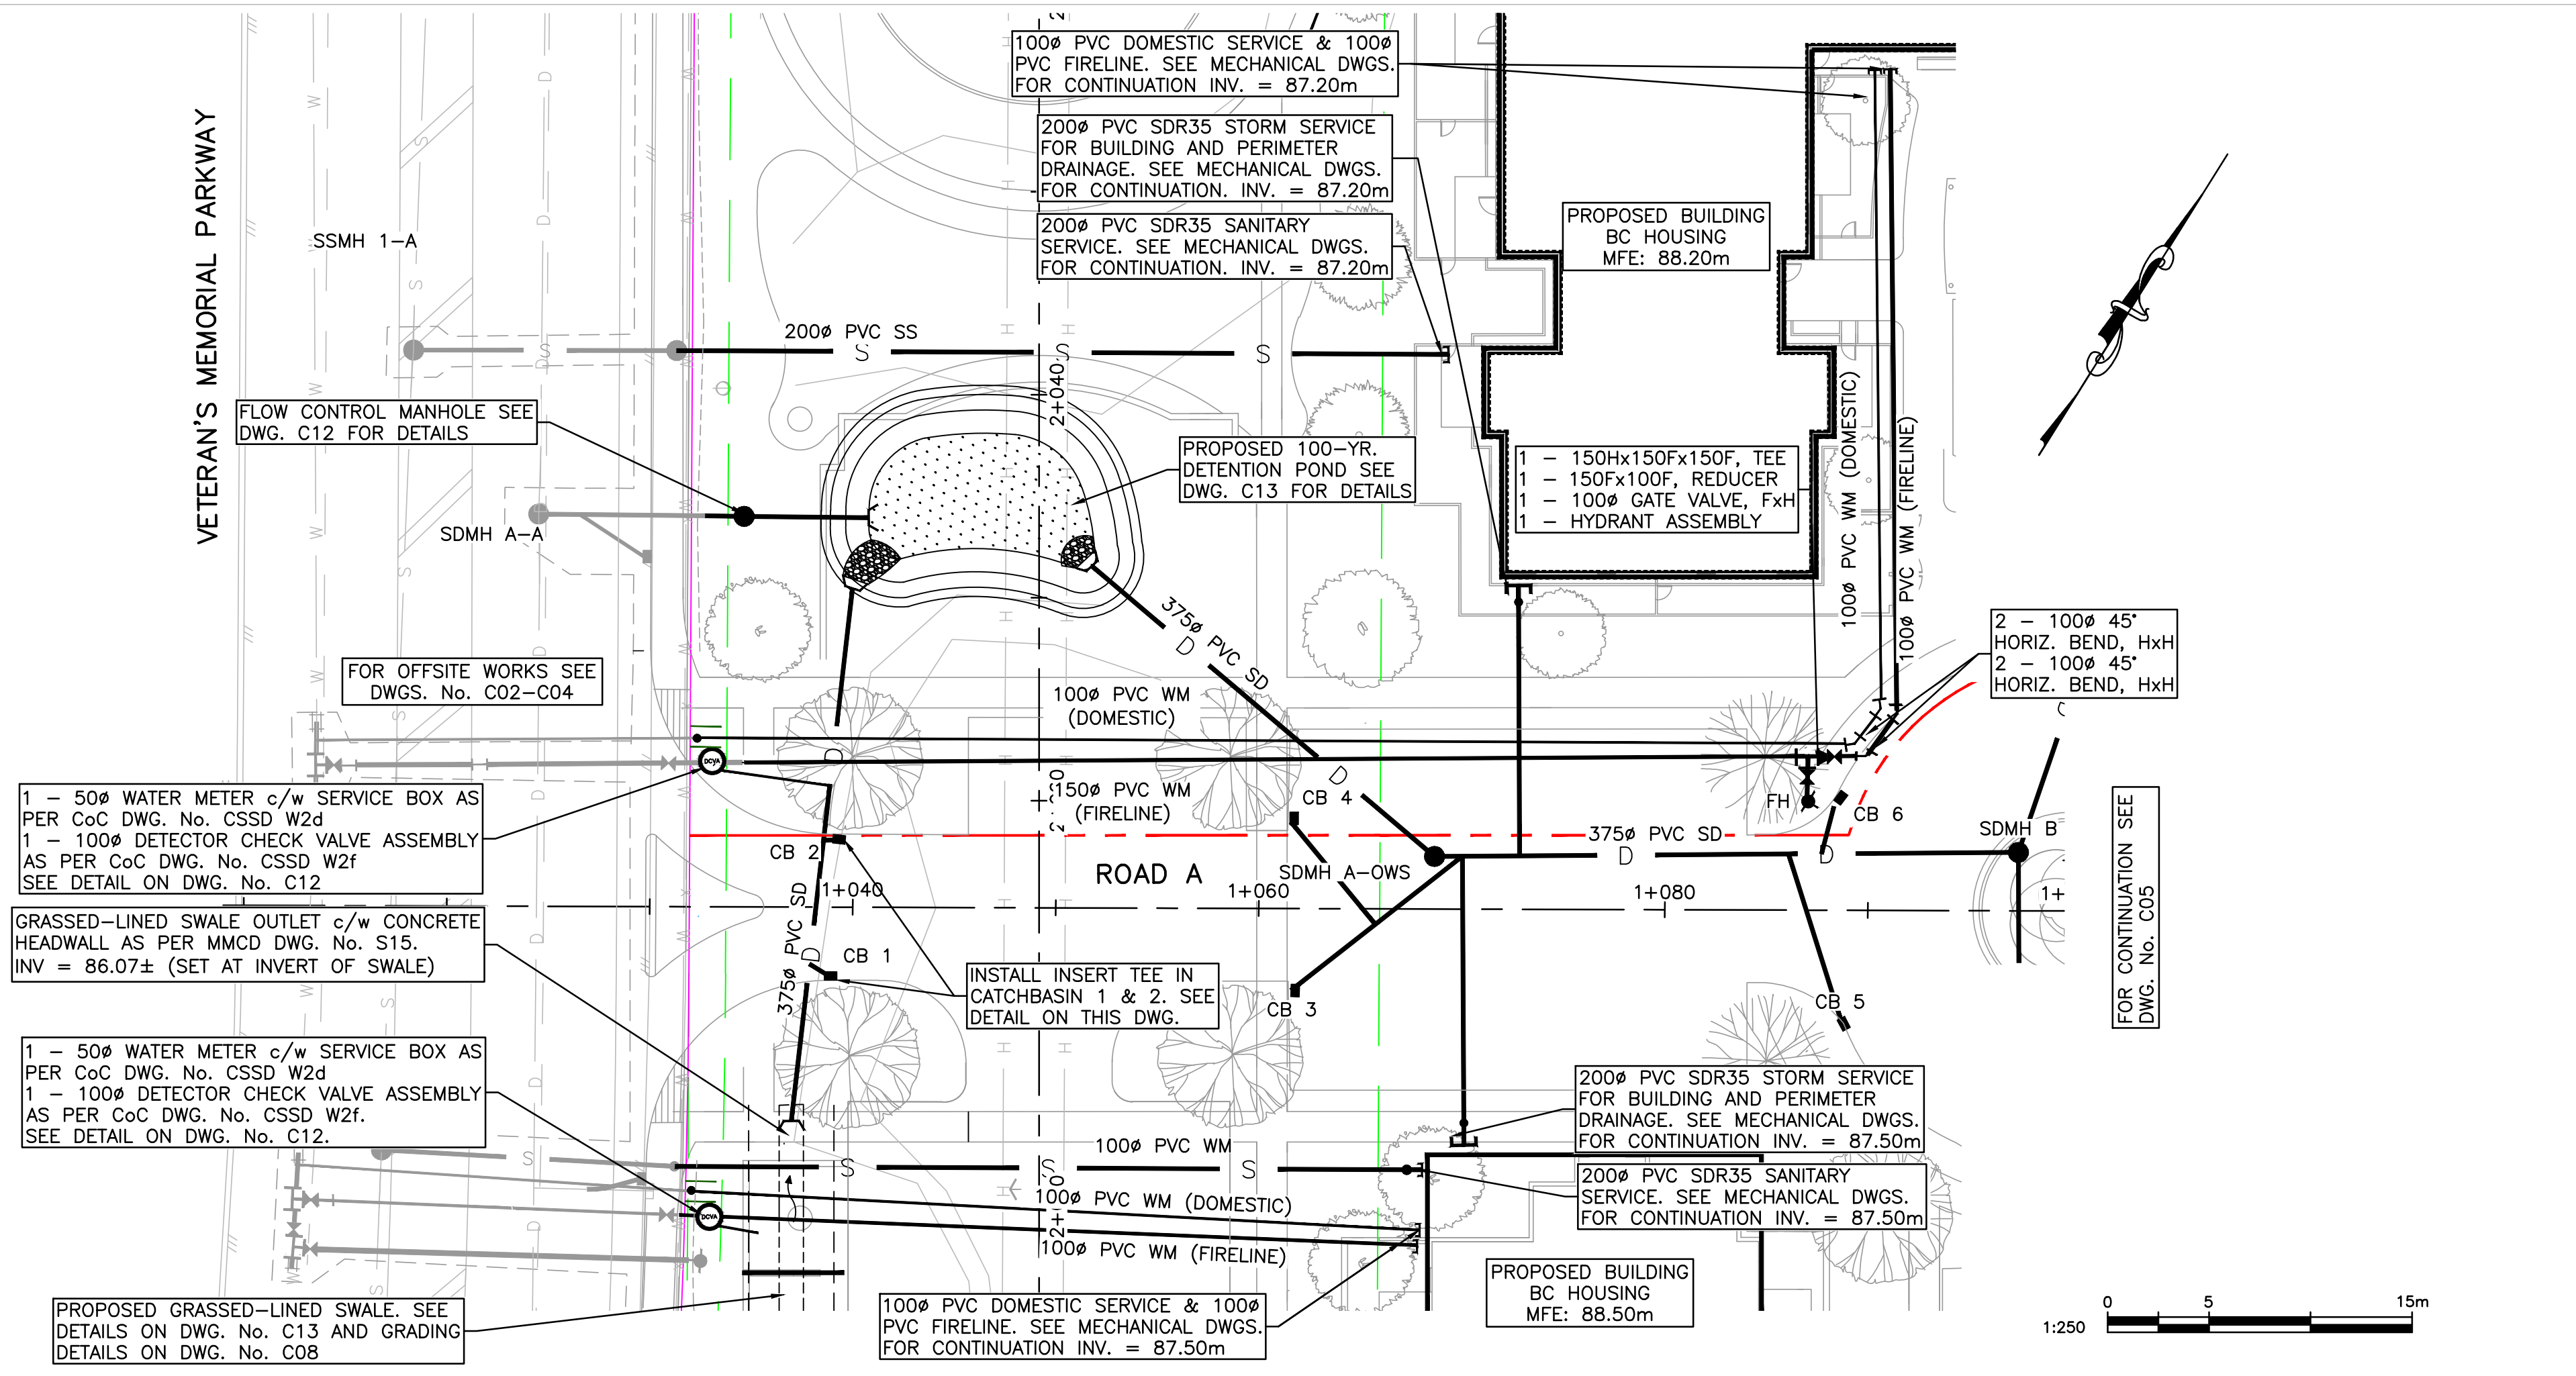 100ø PVC DOMESTIC SERVICE & 100ø
PVC FIRELINE. SEE MECHANICAL DWGS.
FOR CONTINUATION INV. = 87.20m
200ø PVC SDR35 STORM SERVICE
FOR BUILDING AND PERIMETER
DRAINAGE. SEE MECHANICAL DWGS.
FOR CONTINUATION. INV. = 87.20m
200ø PVC SDR35 SANITARY
SERVICE. SEE MECHANICAL DWGS.
FOR CONTINUATION. INV. = 87.20m
PROPOSED BUILDING
BC HOUSING
MFE: 88.20m
VETERAN'S MEMORIAL PARKWAY
SSMH 1-A
200ø PVC SS
S
S
S
FLOW CONTROL MANHOLE SEE
DWG. C12 FOR DETAILS
SDMH A-A
2+040
PROPOSED 100-YR.
DETENTION POND SEE
DWG. C13 FOR DETAILS
1 - 150Hx150Fx150F, TEE
1 - 150Fx100F, REDUCER
1 - 100ø GATE VALVE, FxH
1 - HYDRANT ASSEMBLY
100ø PVC WM (DOMESTIC)
100ø PVC WM (FIRELINE)
2 - 100ø 45°
HORIZ. BEND, HxH
2 - 100ø 45°
HORIZ. BEND, HxH
375ø PVC SD
D
D
FOR OFFSITE WORKS SEE
DWGS. No. C02-C04
100ø PVC WM
(DOMESTIC)
DCVA
D
150ø PVC WM
(FIRELINE)
CB 4
FH
CB 6
1 - 50ø WATER METER c/w SERVICE BOX AS
PER CoC DWG. No. CSSD W2d
1 - 100ø DETECTOR CHECK VALVE ASSEMBLY
AS PER CoC DWG. No. CSSD W2f
SEE DETAIL ON DWG. No. C12
CB 2
375ø PVC SD
D
D
SDMH B
ROAD A
SDMH A-OWS
1+040
1+060
1+080
1+
FOR CONTINUATION SEE
DWG. No. C05
GRASSED-LINED SWALE OUTLET c/w CONCRETE
HEADWALL AS PER MMCD DWG. No. S15.
INV = 86.07± (SET AT INVERT OF SWALE)
375ø PVC SD
D
CB 1
INSTALL INSERT TEE IN
CATCHBASIN 1 & 2. SEE
DETAIL ON THIS DWG.
CB 3
CB 5
1 - 50ø WATER METER c/w SERVICE BOX AS
PER CoC DWG. No. CSSD W2d
1 - 100ø DETECTOR CHECK VALVE ASSEMBLY
AS PER CoC DWG. No. CSSD W2f.
SEE DETAIL ON DWG. No. C12.
200ø PVC SDR35 STORM SERVICE
FOR BUILDING AND PERIMETER
DRAINAGE. SEE MECHANICAL DWGS.
FOR CONTINUATION INV. = 87.50m
100ø PVC WM
S
S
S
S
200ø PVC SDR35 SANITARY
SERVICE. SEE MECHANICAL DWGS.
FOR CONTINUATION INV. = 87.50m
100ø PVC WM (DOMESTIC)
DCVA
100ø PVC WM (FIRELINE)
PROPOSED BUILDING
BC HOUSING
MFE: 88.50m
PROPOSED GRASSED-LINED SWALE. SEE
DETAILS ON DWG. No. C13 AND GRADING
DETAILS ON DWG. No. C08
100ø PVC DOMESTIC SERVICE & 100ø
PVC FIRELINE. SEE MECHANICAL DWGS.
FOR CONTINUATION INV. = 87.50m
0 5 15m
1:250